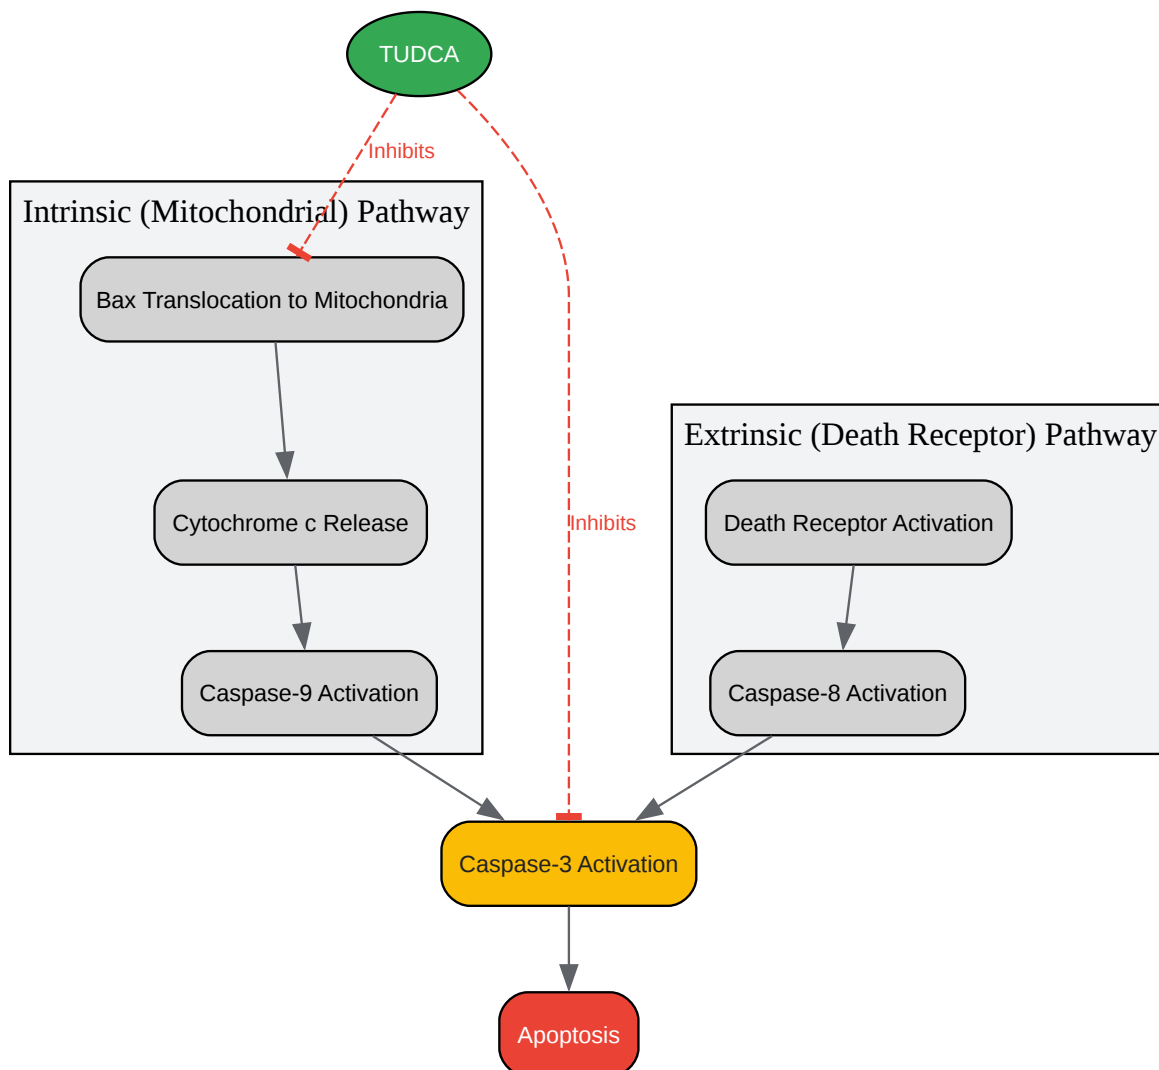 TUDCA
Inhibits
Intrinsic (Mitochondrial) Pathway
Bax Translocation to Mitochondria
Extrinsic (Death Receptor) Pathway
Cytochrome c Release
Inhibits
Death Receptor Activation
Caspase-9 Activation
Caspase-8 Activation
Caspase-3 Activation
Apoptosis